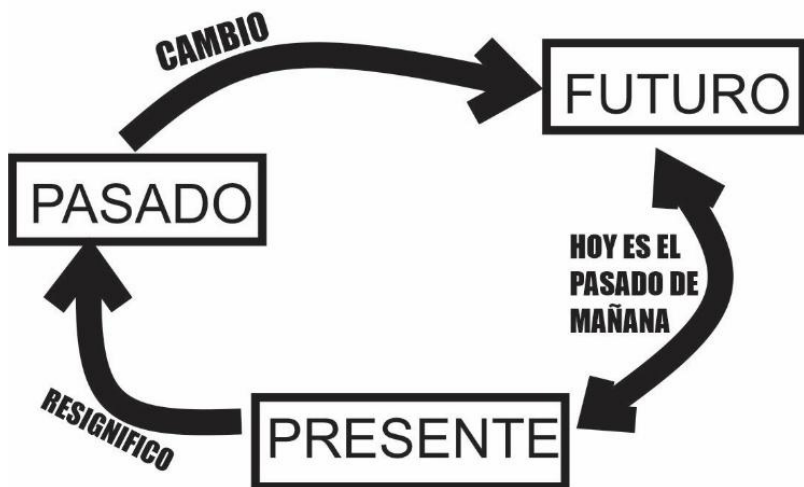 CAMBIO
FUTURO
PASADO
HOY ES EL
PASADO DE
MAÑANA
RESIGNIFICO
PRESENTE